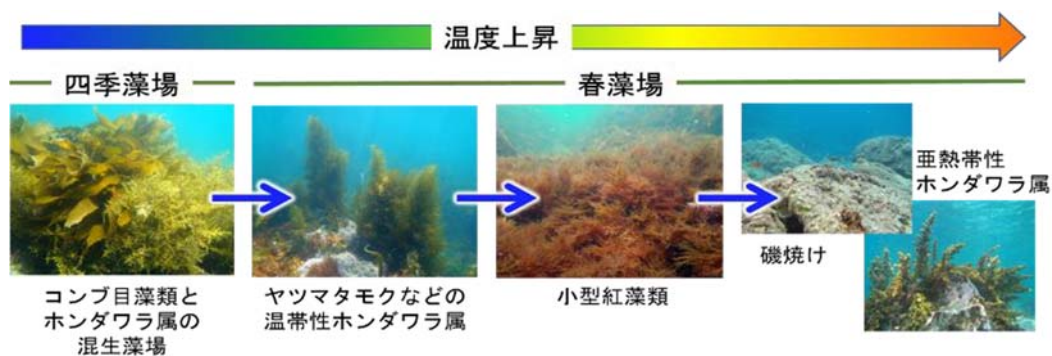 温度上昇
四季藻場
春藻場
亜熱帯性
ホンダワラ属
磯焼け
コンブ目藻類と
ホンダワラ属の
混生藻場
ヤツマタモクなどの
温帯性ホンダワラ属
小型紅藻類